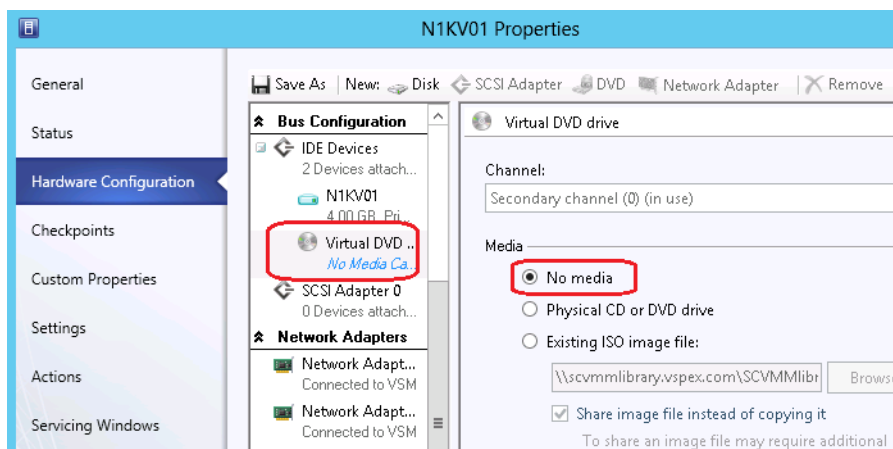 N1KV01 Properties
General
Status
Hardware Configuration
Checkpoints
Custom Properties
Settings
Actions
Servicing Windows
Save As New: Disk SCSI Adapter DVD Network Adapter Remove
Bus Configuration
IDE Devices
2 Devices attach...
N1KV01
4.00 GB, Pri...
Virtual DVD ...
No Media Ca...
SCSI Adapter 0
0 Devices attach...
Network Adapters
Network Adapt...
Connected to VSM
Network Adapt...
Connected to VSM
Virtual DVD drive
Channel:
Secondary channel (0) (in use)
Media
No media
Physical CD or DVD drive
Existing ISO image file:
\\scvmmlibrary.vspex.com\SCVMMlibr
Brows
Share image file instead of copying it
To share an image file may require additional